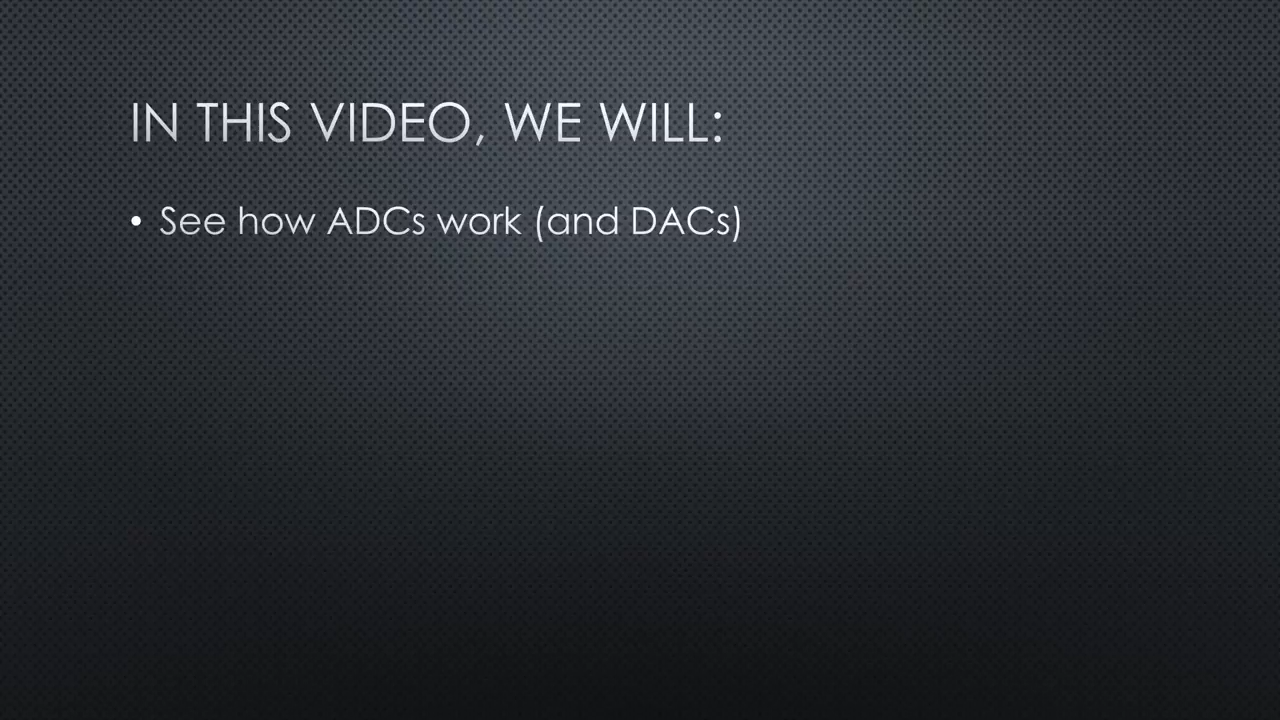 IN THIS VIDEO, WE WILL:
• See how ADCs work (and DACs)